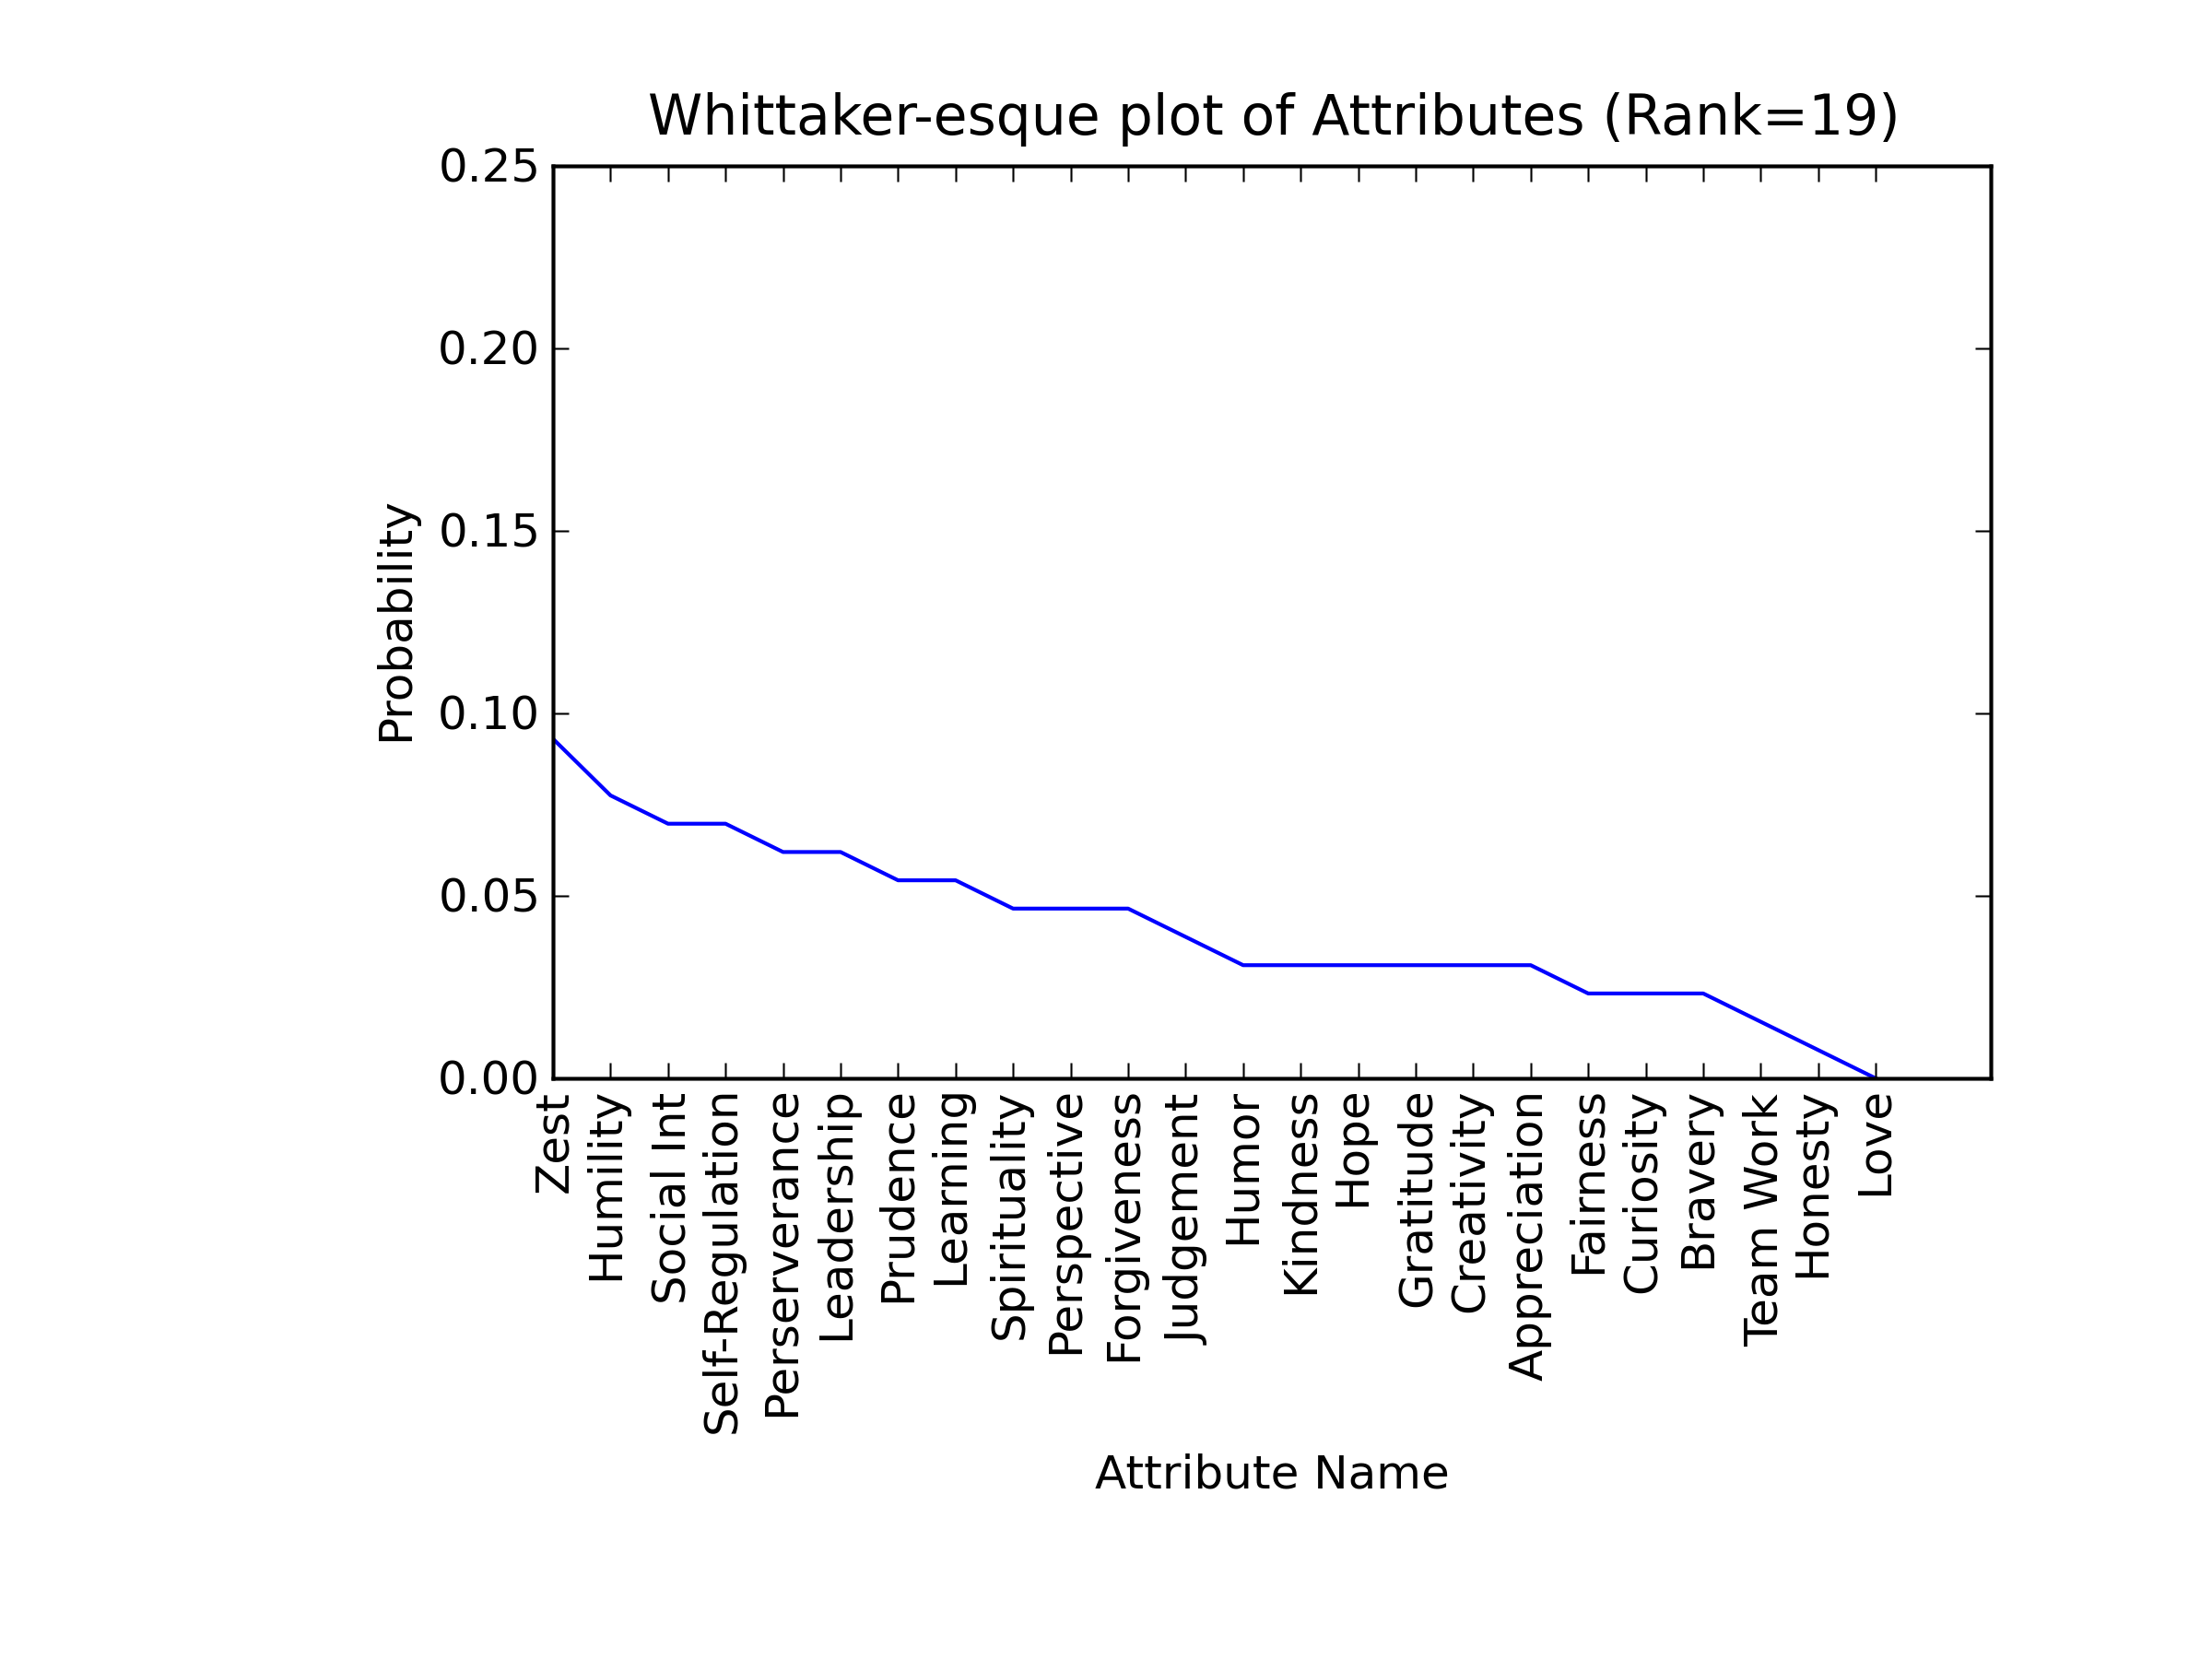 Whittaker-esque plot of Attributes (Rank=19)
0.25
0.20
0.15
0.10
0.05
0.00
Probability
Zest
Humility
Social Int
Self-Regulation
Perserverance
Leadership
Prudence
Learning
Spirituality
Perspective
Forgiveness
Judgement
Humor
Kindness
Hope
Gratitude
Creativity
Appreciation
Fairness
Curiosity
Bravery
Team Work
Honesty
Love
Attribute Name